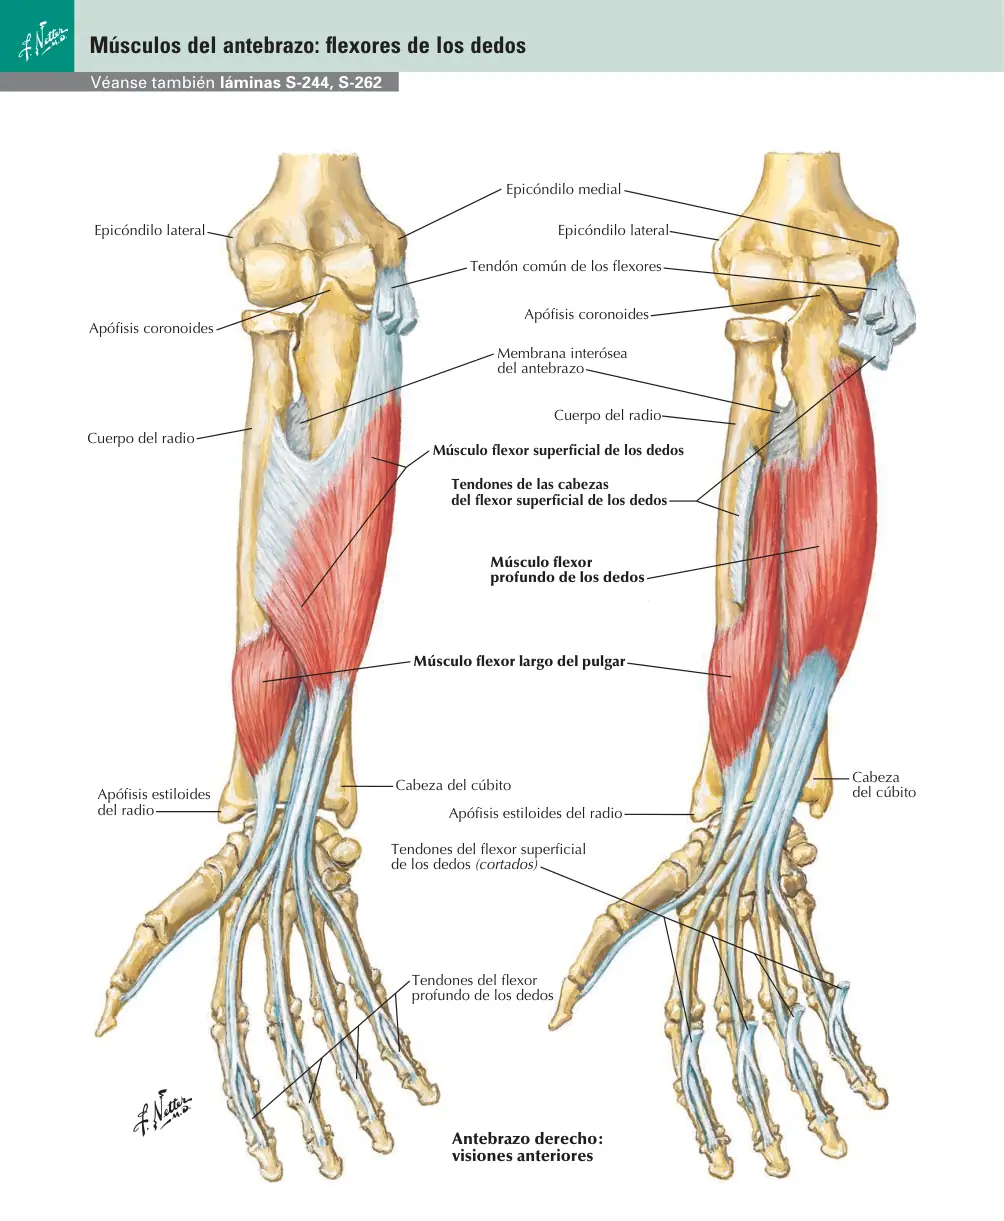 F. Netter M.D.
Músculos del antebrazo: flexores de los dedos
Véanse también láminas S-244, S-262
Epicóndilo medial
Epicóndilo lateral
Epicóndilo lateral
Tendón común de los flexores
Apófisis coronoides
Apófisis coronoides
Membrana interósea
del antebrazo
Cuerpo del radio
Cuerpo del radio
Músculo flexor superficial de los dedos
Tendones de las cabezas
del flexor superficial de los dedos
Músculo flexor
profundo de los dedos
Músculo flexor largo del pulgar
Cabeza del cúbito
Cabeza
del cúbito
Apófisis estiloides
del radio
Apófisis estiloides del radio
Tendones del flexor superficial
de los dedos (cortados)
Tendones del flexor
profundo de los dedos
F. Netter M.D.
Antebrazo derecho:
visiones anteriores